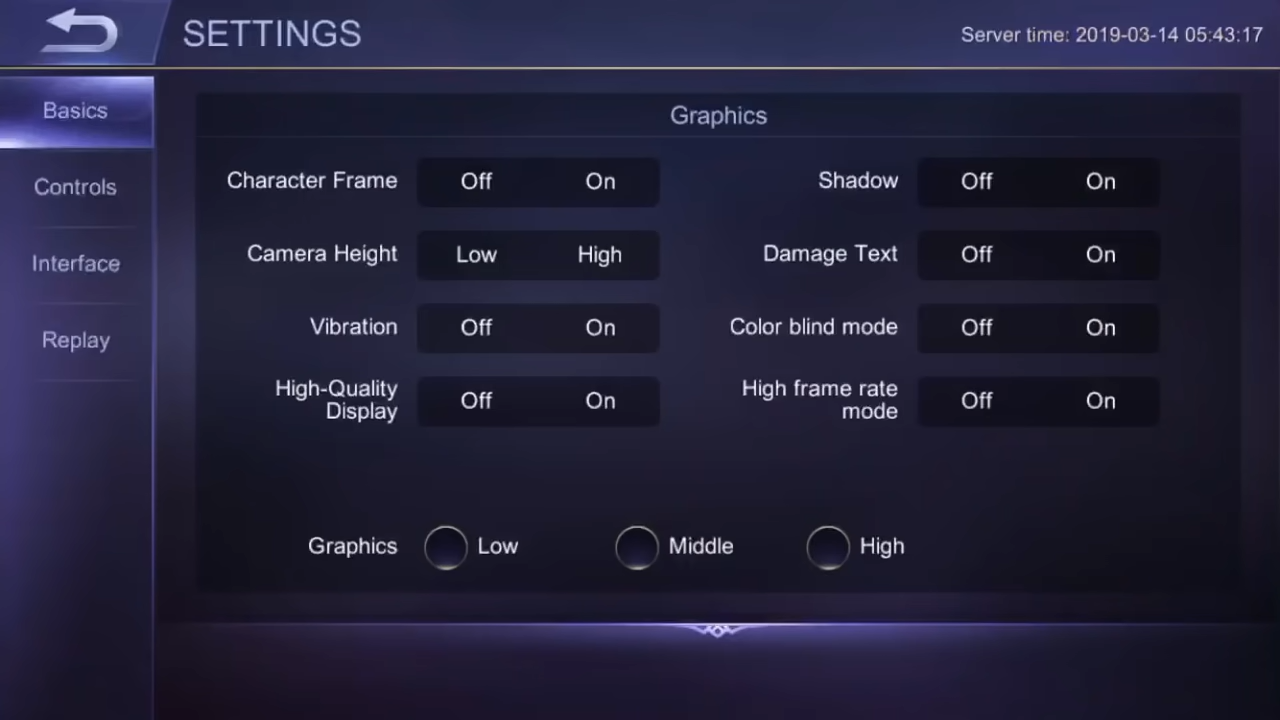 SETTINGS
Server time: 2019-03-14 05:43:17
Basics
Controls
Interface
Replay
Graphics
Character Frame Off On
Shadow Off On
Camera Height Low High
Damage Text Off On
Vibration Off On
Color blind mode Off On
High-Quality
Display Off On
High frame rate
mode Off On
Graphics Low Middle High